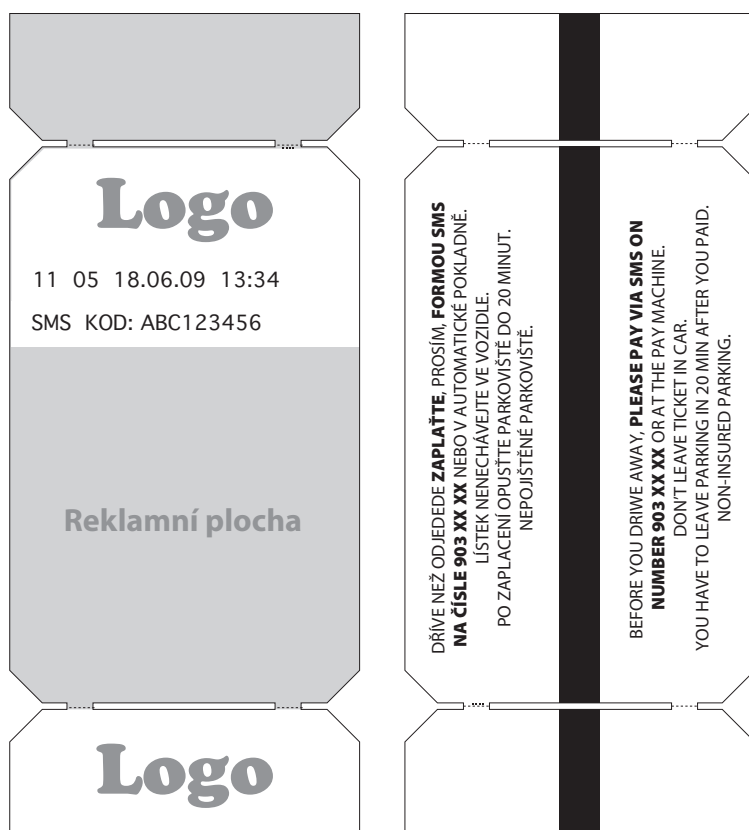 Logo
11 05 18.06.09 13:34
SMS KOD: ABC123456
Reklamní plocha
Logo
DŘÍVE NEŽ ODJEDEDE ZAPLAŤTE, PROSÍM, FORMOU SMS
NA ČÍSLE 903 XX XX NEBO V AUTOMATICKÉ POKLADNĚ.
LÍSTEK NENECHÁVEJTE VE VOZIDLE.
PO ZAPLACENÍ OPUSŤTE PARKOVIŠTĚ DO 20 MINUT.
NEPOJIŠTĚNÉ PARKOVIŠTĚ.
BEFORE YOU DRIWE AWAY, PLEASE PAY VIA SMS ON
NUMBER 903 XX XX OR AT THE PAY MACHINE.
DON'T LEAVE TICKET IN CAR.
YOU HAVE TO LEAVE PARKING IN 20 MIN AFTER YOU PAID.
NON-INSURED PARKING.